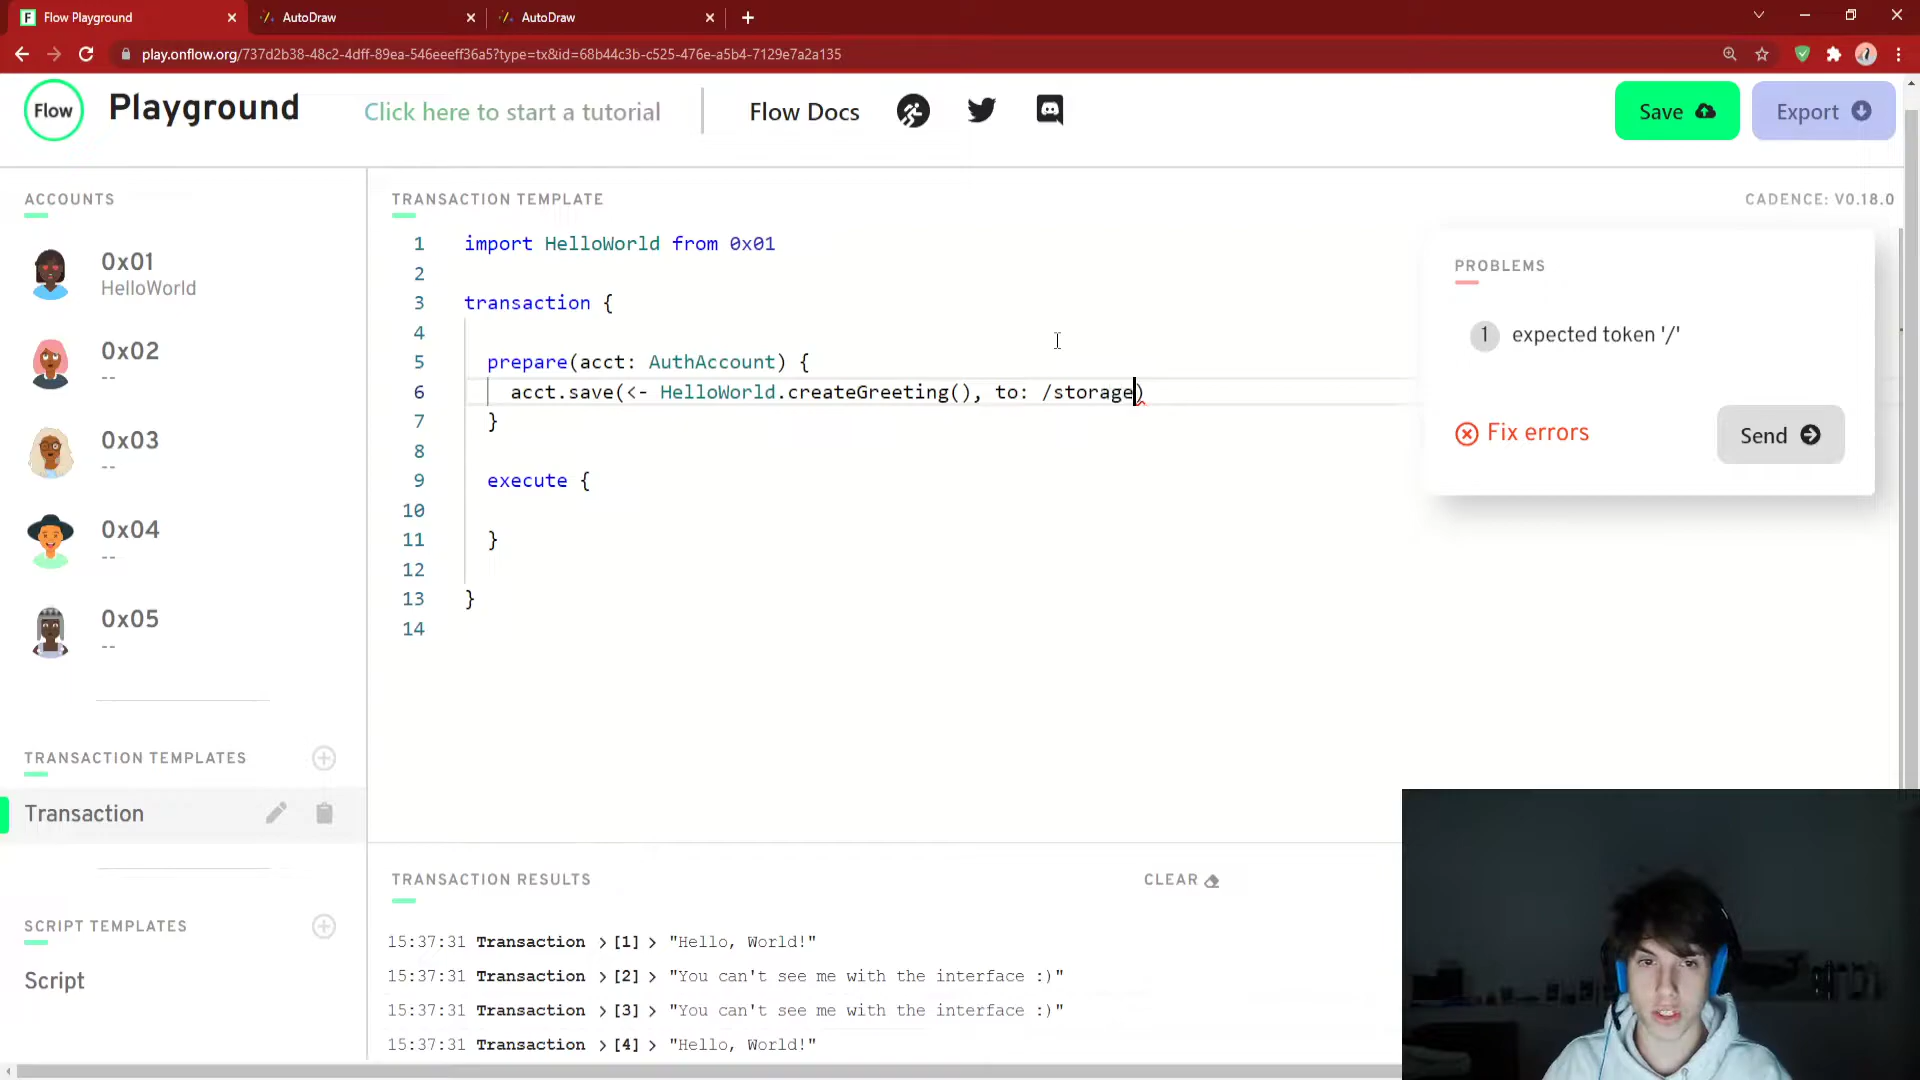 Flow Playground
AutoDraw
AutoDraw
play.onflow.org/737d2b38-48c2-4dff-89ea-546eeeff36a5?type=tx&id=68b44c3b-c525-476e-a5b4-7129e7a2a135
Flow
Playground
Click here to start a tutorial
Flow Docs
Save
Export
ACCOUNTS
0x01
HelloWorld
0x02
--
0x03
--
0x04
--
0x05
--
TRANSACTION TEMPLATES
Transaction
SCRIPT TEMPLATES
Script
TRANSACTION TEMPLATE
CADENCE: V0.18.0
1 import HelloWorld from 0x01
2
3 transaction {
4
5 prepare(acct: AuthAccount) {
6 acct.save(<- HelloWorld.createGreeting(), to: /storage)
7 }
8
9 execute {
10
11 }
12
13 }
14
PROBLEMS
1 expected token '/'
Fix errors
Send
TRANSACTION RESULTS
CLEAR
15:37:31 Transaction > [1] > "Hello, World!"
15:37:31 Transaction > [2] > "You can't see me with the interface :)"
15:37:31 Transaction > [3] > "You can't see me with the interface :)"
15:37:31 Transaction > [4] > "Hello, World!"